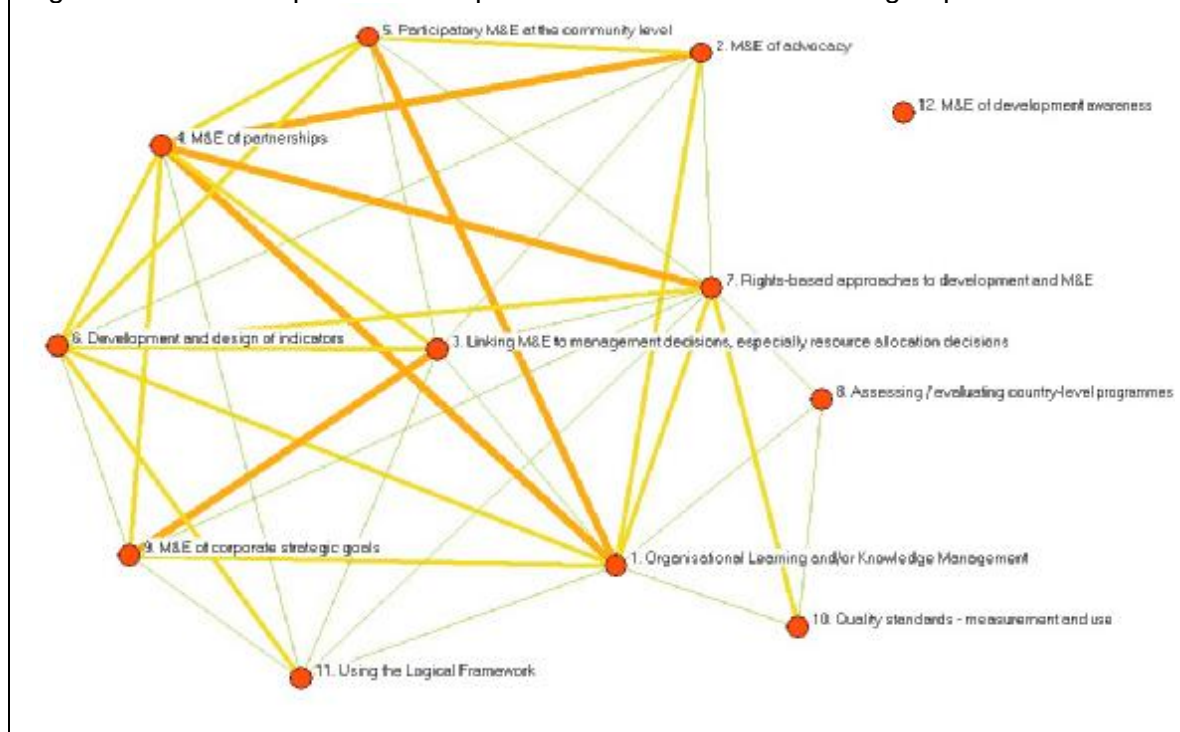 5. Participatory M&E at the community level
2. M&E of advocacy
12. M&E of development awareness
4. M&E of partnerships
7. Rights-based approaches to development and M&E
6. Development and design of indicators
3. Linking M&E to management decisions, especially resource allocation decisions
8. Assessing / evaluating country-level programmes
9. M&E of corporate strategic goals
1. Organisational Learning and/or Knowledge Management
10. Quality standards - measurement and use
11. Using the Logical Framework